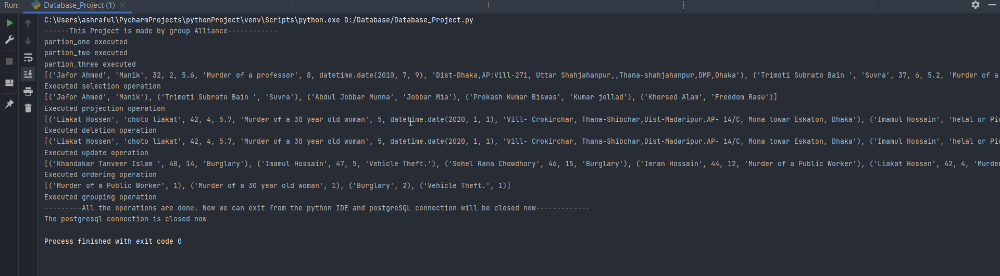 Run: Database_Project (1)
C:\Users\ashraful\PycharmProjects\pythonProject\venv\Scripts\python.exe D:/Database/Database_Project.py
------This Project is made by group Alliance------------
partion_one executed
partion_two executed
partion_three executed
[('Jafor Ahmed', 'Manik', 32, 2, 5.6, 'Murder of a professor', 8, datetime.date(2010, 7, 9), 'Dist-Dhaka,AP:Vill-271, Uttar Shahjahanpur,,Thana-shahjahanpur,DMP,Dhaka'), ('Trimoti Subrato Bain ', 'Suvra', 37, 6, 5.2, 'Murder of a
Executed selection operation
[('Jafor Ahmed', 'Manik'), ('Trimoti Subrato Bain ', 'Suvra'), ('Abdul Jobbar Munna', 'Jobbar Mia'), ('Prokash Kumar Biswas', 'Kumar jollad'), ('Khorsed Alam', 'Freedom Rasu')]
Executed projection operation
[('Liakat Hossen', 'choto liakat', 42, 4, 5.7, 'Murder of a 30 year old woman', 5, datetime.date(2020, 1, 1), 'Vill- Crokirchar, Thana-Shibchar,Dist-Madaripur.AP- 14/C, Mona towar Eskaton, Dhaka'), ('Imamul Hossain', 'helal or Pic
Executed deletion operation
[('Liakat Hossen', 'choto liakat', 42, 4, 5.7, 'Murder of a 30 year old woman', 5, datetime.date(2020, 1, 1), 'Vill- Crokirchar, Thana-Shibchar,Dist-Madaripur.AP- 14/C, Mona towar Eskaton, Dhaka'), ('Imamul Hossain', 'helal or Pic
Executed update operation
[('Khandakar Tanveer Islam ', 48, 14, 'Burglary'), ('Imamul Hossain', 47, 5, 'Vehicle Theft.'), ('Sohel Rana Chowdhory', 46, 15, 'Burglary'), ('Imran Hossain', 44, 12, 'Murder of a Public Worker'), ('Liakat Hossen', 42, 4, 'Murder
Executed ordering operation
[('Murder of a Public Worker', 1), ('Murder of a 30 year old woman', 1), ('Burglary', 2), ('Vehicle Theft.', 1)]
Executed grouping operation
---------All the operations are done. Now we can exit from the python IDE and postgreSQL connection will be closed now-------------
The postgresql connection is closed now
Process finished with exit code 0